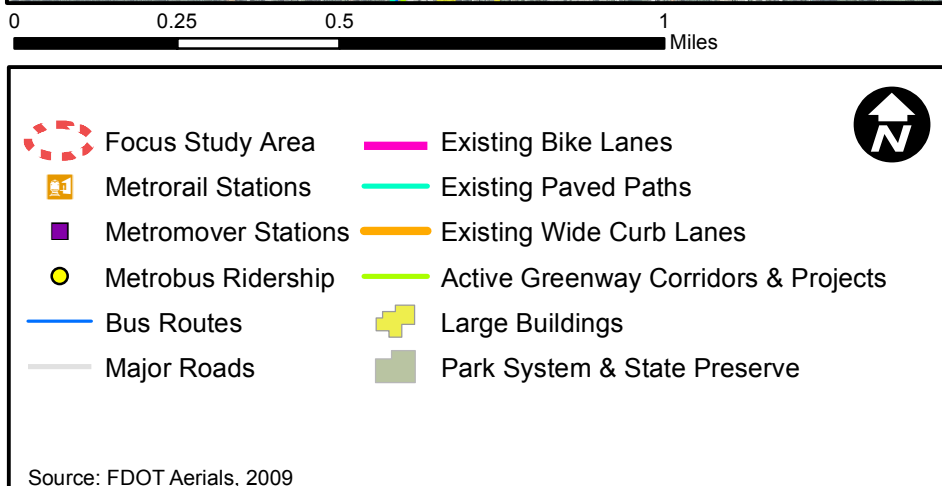 0 0.25 0.5 1
Miles
N
Focus Study Area
Metrorail Stations
Metromover Stations
Metrobus Ridership
Bus Routes
Major Roads
Existing Bike Lanes
Existing Paved Paths
Existing Wide Curb Lanes
Active Greenway Corridors & Projects
Large Buildings
Park System & State Preserve
Source: FDOT Aerials, 2009